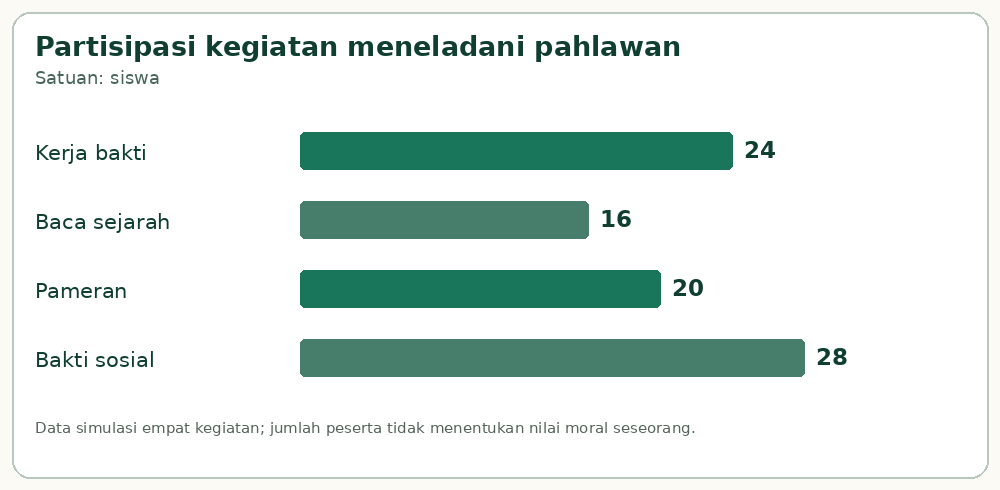 Partisipasi kegiatan meneladani pahlawan
Satuan: siswa
Kerja bakti 24
Baca sejarah 16
Pameran 20
Bakti sosial 28
Data simulasi empat kegiatan; jumlah peserta tidak menentukan nilai moral seseorang.